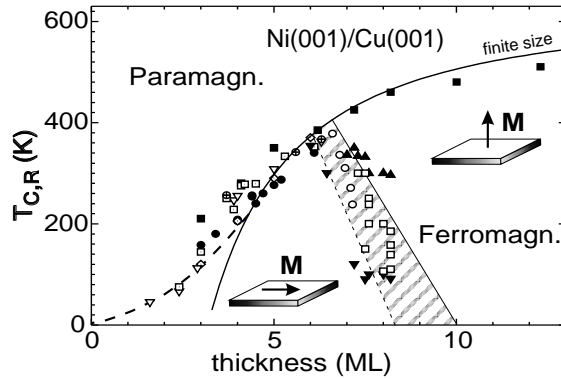 600
400
200
0
T_C,R (K)
Ni(001)/Cu(001)
finite size
Paramagn.
M
Ferromagn.
M
0
5
10
thickness (ML)